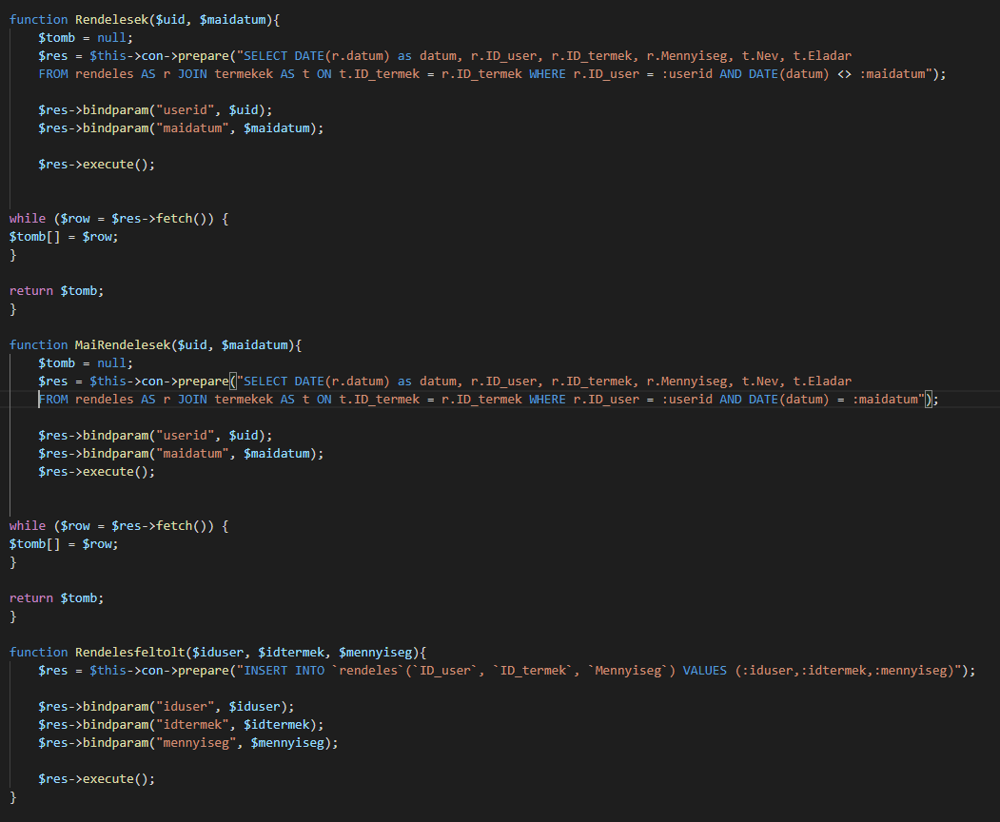 function Rendelesek($uid, $maidatum){
$tomb = null;
$res = $this->con->prepare("SELECT DATE(r.datum) as datum, r.ID_user, r.ID_termek, r.Mennyiseg, t.Nev, t.Eladar
FROM rendeles AS r JOIN termekek AS t ON t.ID_termek = r.ID_termek WHERE r.ID_user = :userid AND DATE(datum) <> :maidatum");
$res->bindparam("userid", $uid);
$res->bindparam("maidatum", $maidatum);
$res->execute();
while ($row = $res->fetch()) {
$tomb[] = $row;
}
return $tomb;
}
function MaiRendelesek($uid, $maidatum){
$tomb = null;
$res = $this->con->prepare("SELECT DATE(r.datum) as datum, r.ID_user, r.ID_termek, r.Mennyiseg, t.Nev, t.Eladar
FROM rendeles AS r JOIN termekek AS t ON t.ID_termek = r.ID_termek WHERE r.ID_user = :userid AND DATE(datum) = :maidatum");
$res->bindparam("userid", $uid);
$res->bindparam("maidatum", $maidatum);
$res->execute();
while ($row = $res->fetch()) {
$tomb[] = $row;
}
return $tomb;
}
function Rendelesfeltolt($iduser, $idtermek, $mennyiseg){
$res = $this->con->prepare("INSERT INTO `rendeles`(`ID_user`, `ID_termek`, `Mennyiseg`) VALUES (:iduser,:idtermek,:mennyiseg)");
$res->bindparam("iduser", $iduser);
$res->bindparam("idtermek", $idtermek);
$res->bindparam("mennyiseg", $mennyiseg);
$res->execute();
}